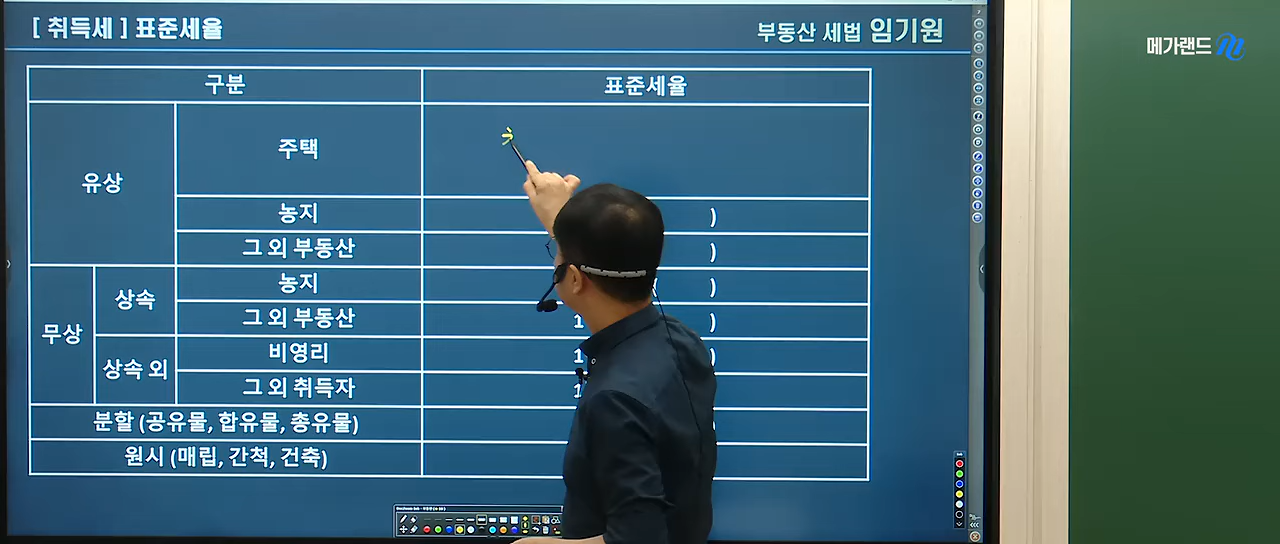 [ 취득세 ] 표준세율
부동산 세법 임기원
메가랜드
구분 표준세율
유상 주택
농지 )
그 외 부동산 )
무상 상속 농지 )
그 외 부동산 1 )
상속 외 비영리 1 )
그 외 취득자 1
분할 (공유물, 합유물, 총유물)
원시 (매립, 간척, 건축)